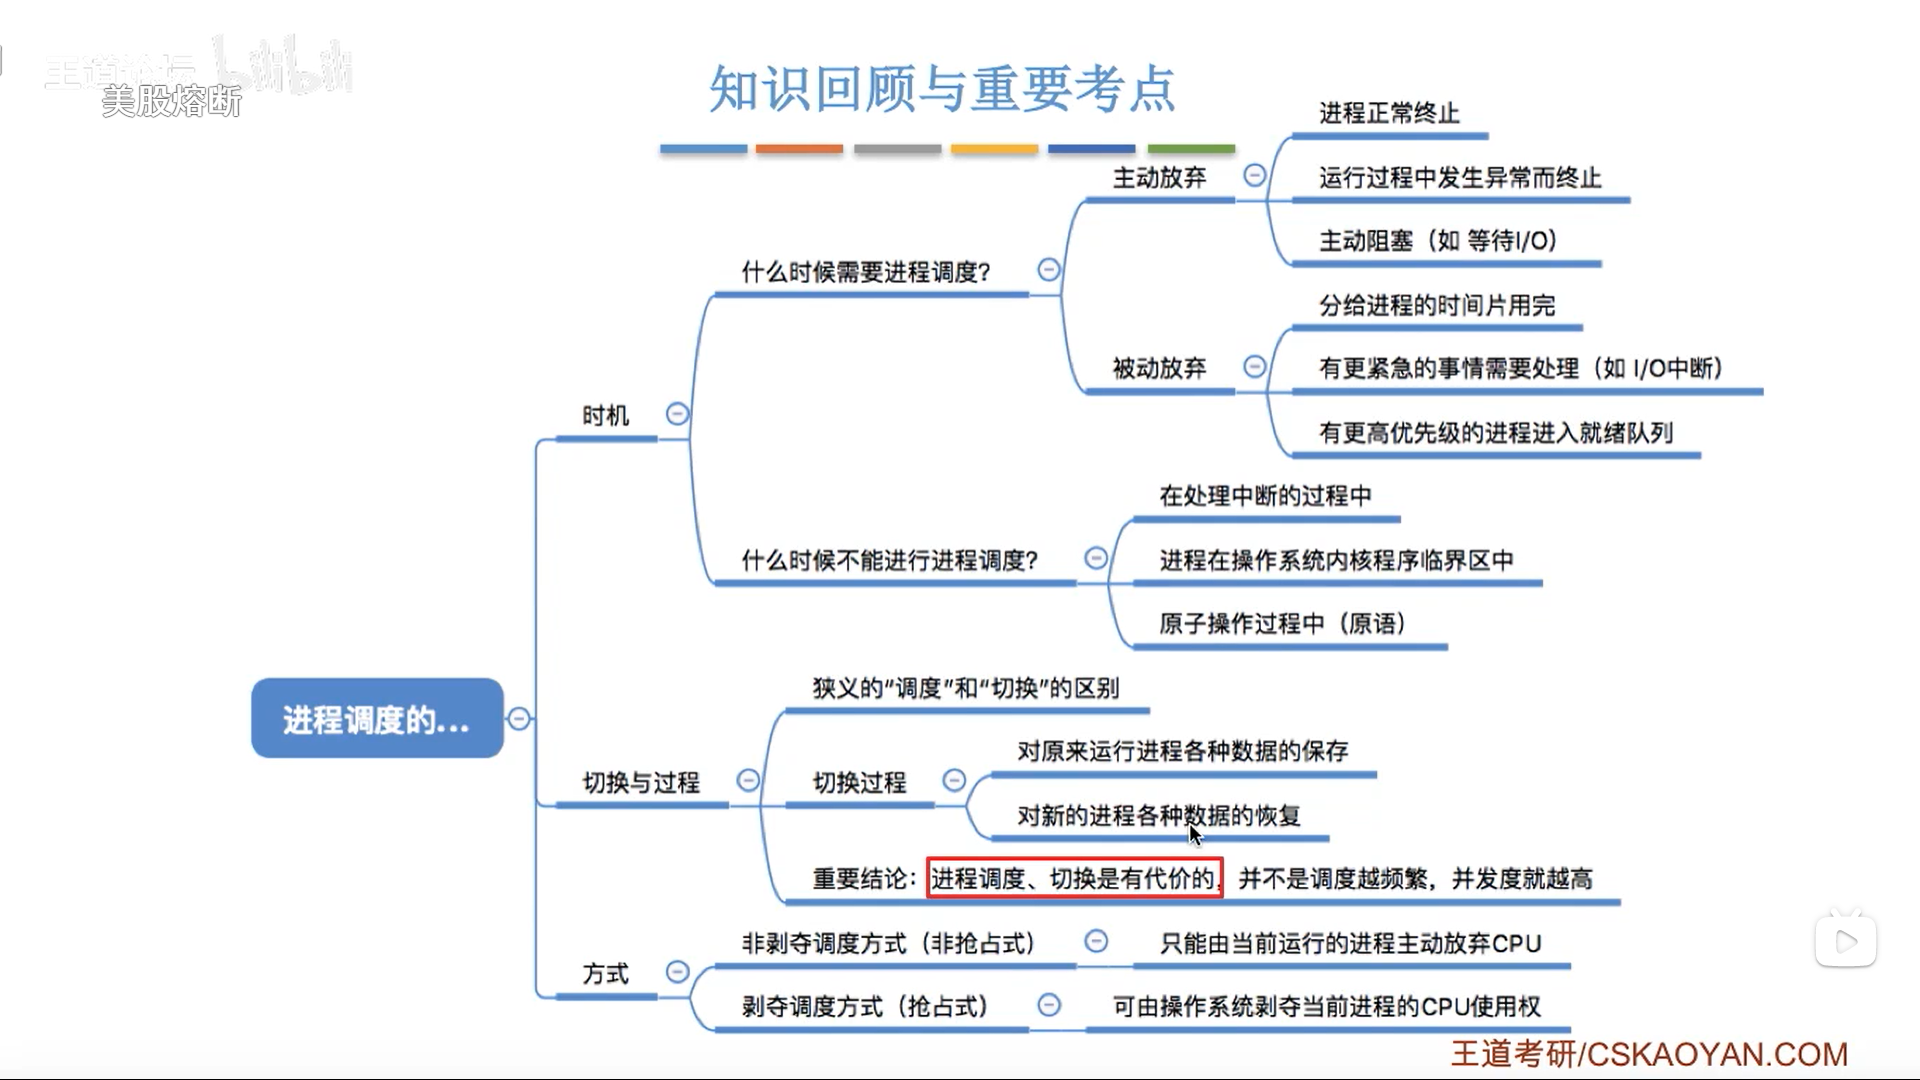 王道论坛 bilibili
美股熔断
知识回顾与重要考点
进程调度的...
时机
什么时候需要进程调度?
主动放弃
进程正常终止
运行过程中发生异常而终止
主动阻塞（如 等待I/O）
被动放弃
分给进程的时间片用完
有更紧急的事情需要处理（如 I/O中断）
有更高优先级的进程进入就绪队列
什么时候不能进行进程调度?
在处理中断的过程中
进程在操作系统内核程序临界区中
原子操作过程中（原语）
切换与过程
狭义的“调度”和“切换”的区别
切换过程
对原来运行进程各种数据的保存
对新的进程各种数据的恢复
重要结论：进程调度、切换是有代价的，并不是调度越频繁，并发度就越高
方式
非剥夺调度方式（非抢占式）
只能由当前运行的进程主动放弃CPU
剥夺调度方式（抢占式）
可由操作系统剥夺当前进程的CPU使用权
王道考研/CSKAOYAN.COM